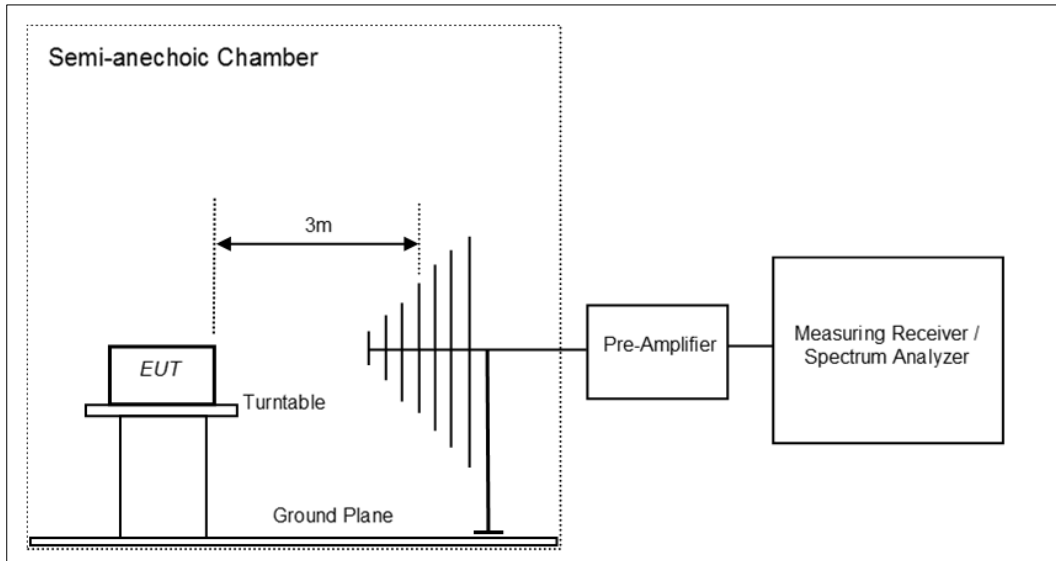 Semi-anechoic Chamber
3m
EUT
Turntable
Ground Plane
Pre-Amplifier
Measuring Receiver /
Spectrum Analyzer